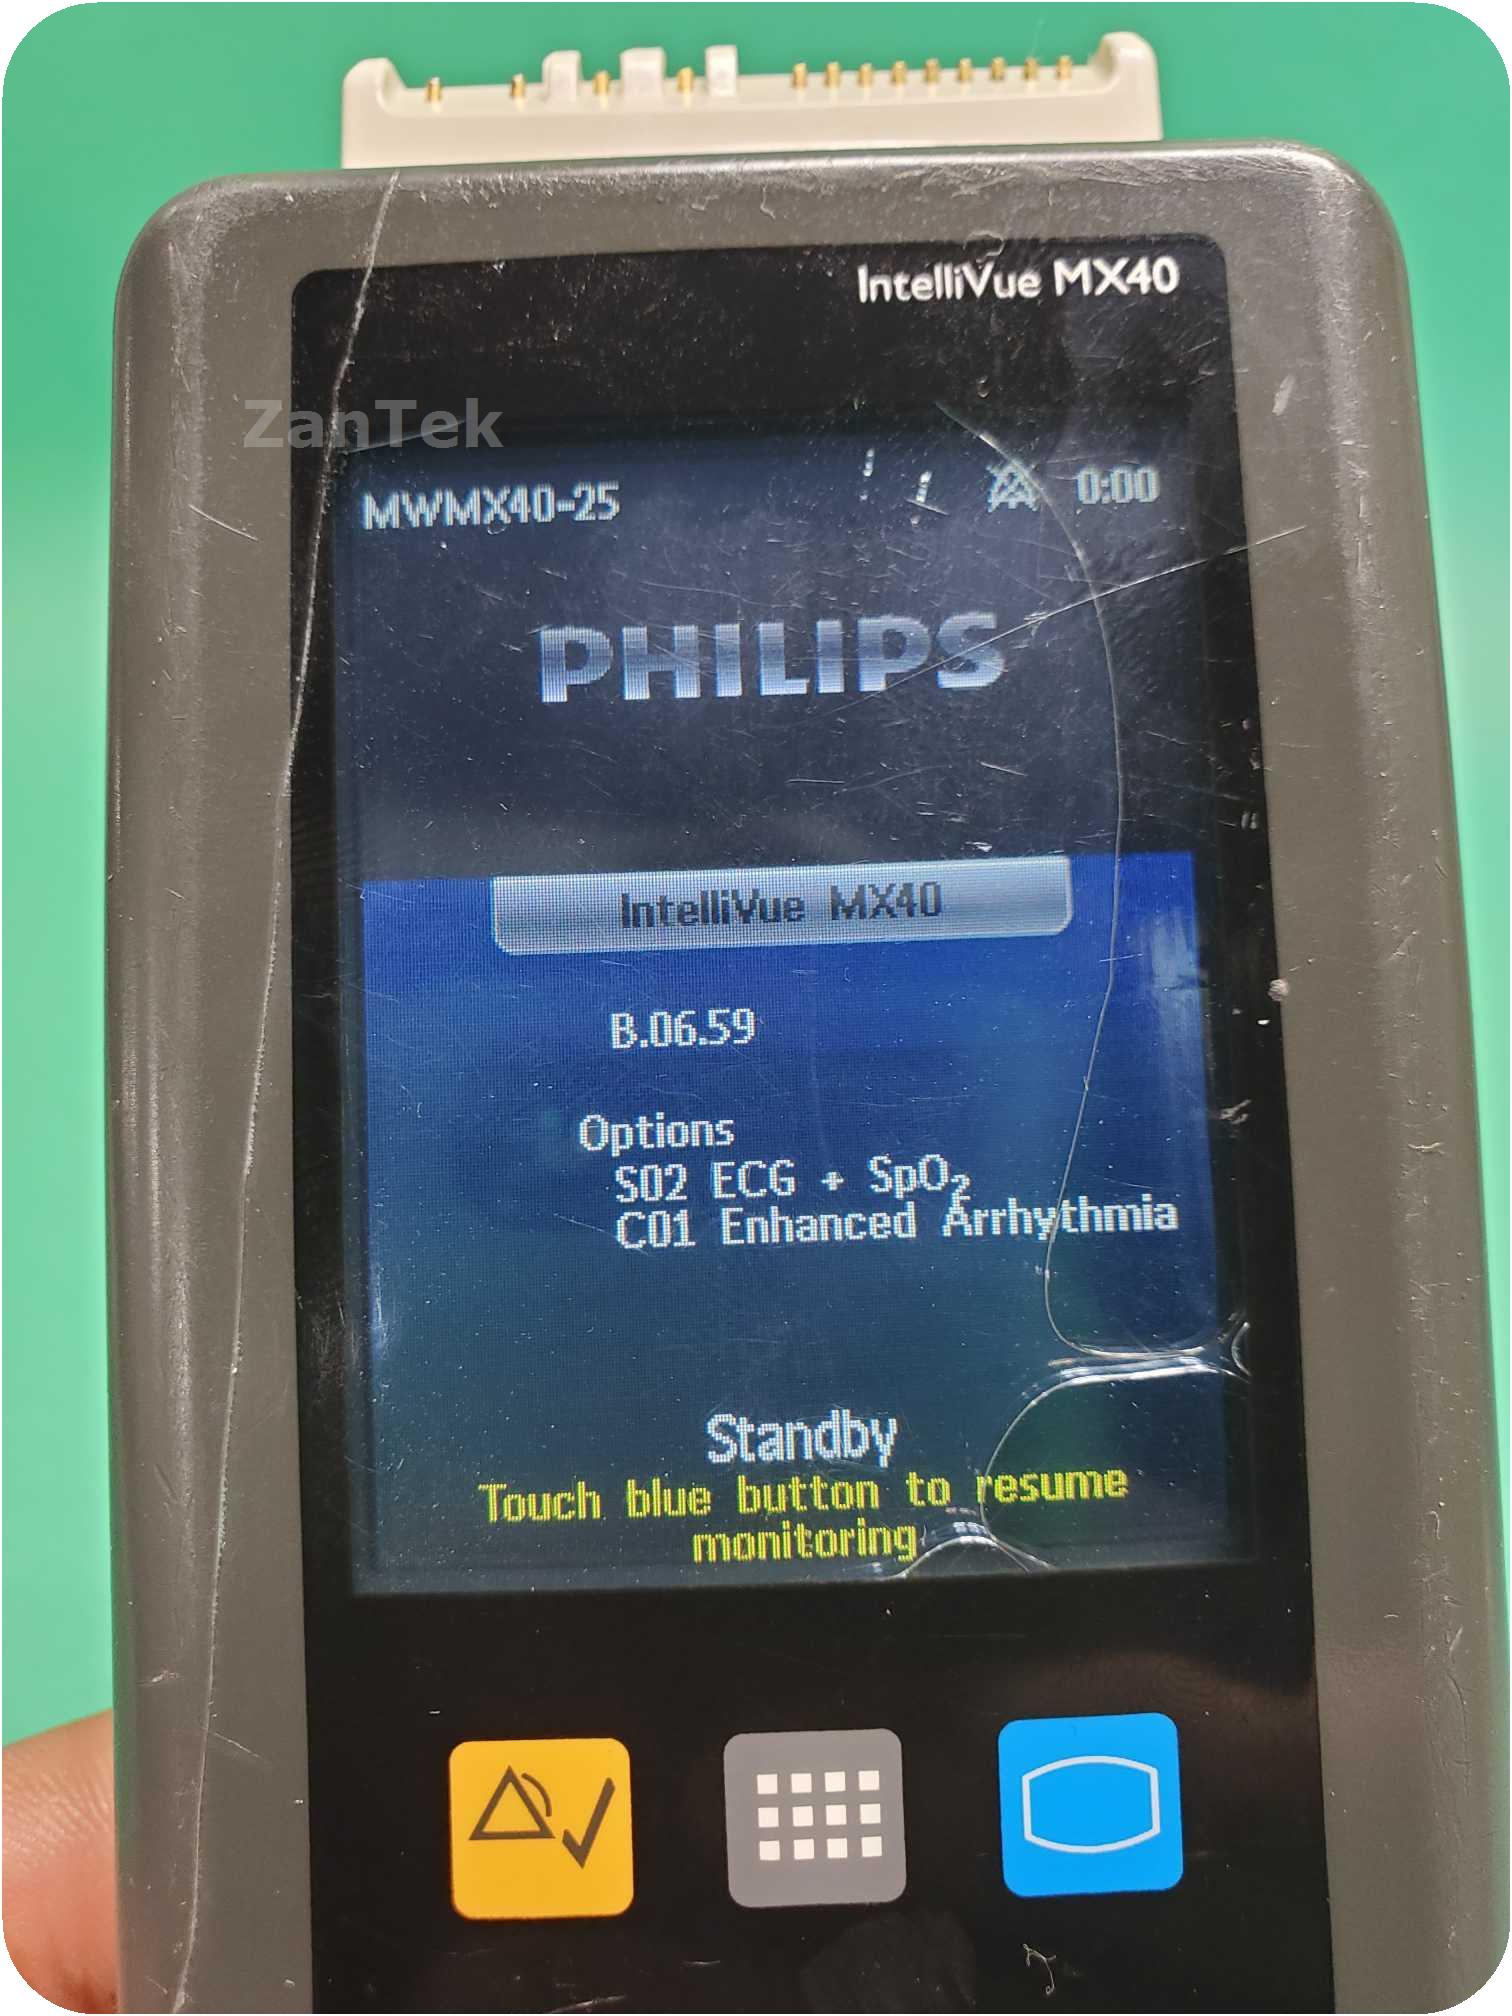 IntelliVue MX40
ZanTek
MWMX40-25 0:00
PHILIPS
IntelliVue MX40
B.06.59
Options
S02 ECG + SpO₂
C01 Enhanced Arrhythmia
Standby
Touch blue button to resume
monitoring